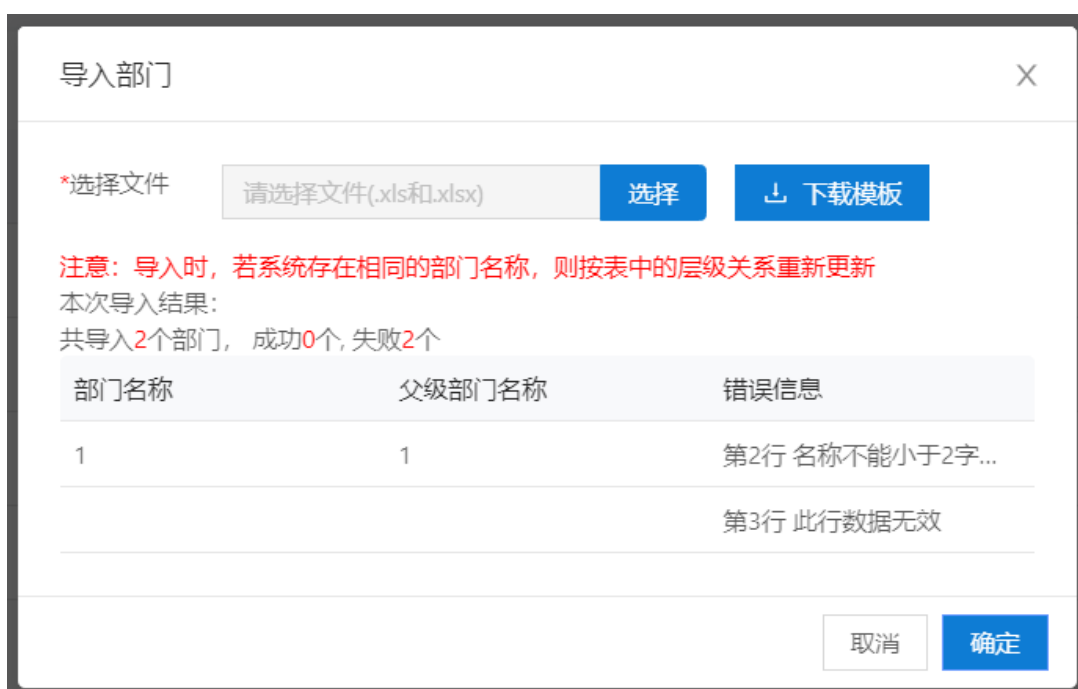 导入部门
*选择文件 请选择文件(.xls和.xlsx) 选择 下载模板
注意：导入时，若系统存在相同的部门名称，则按表中的层级关系重新更新
本次导入结果：
共导入2个部门， 成功0个, 失败2个
部门名称 父级部门名称 错误信息
1 1 第2行 名称不能小于2字...
第3行 此行数据无效
取消 确定